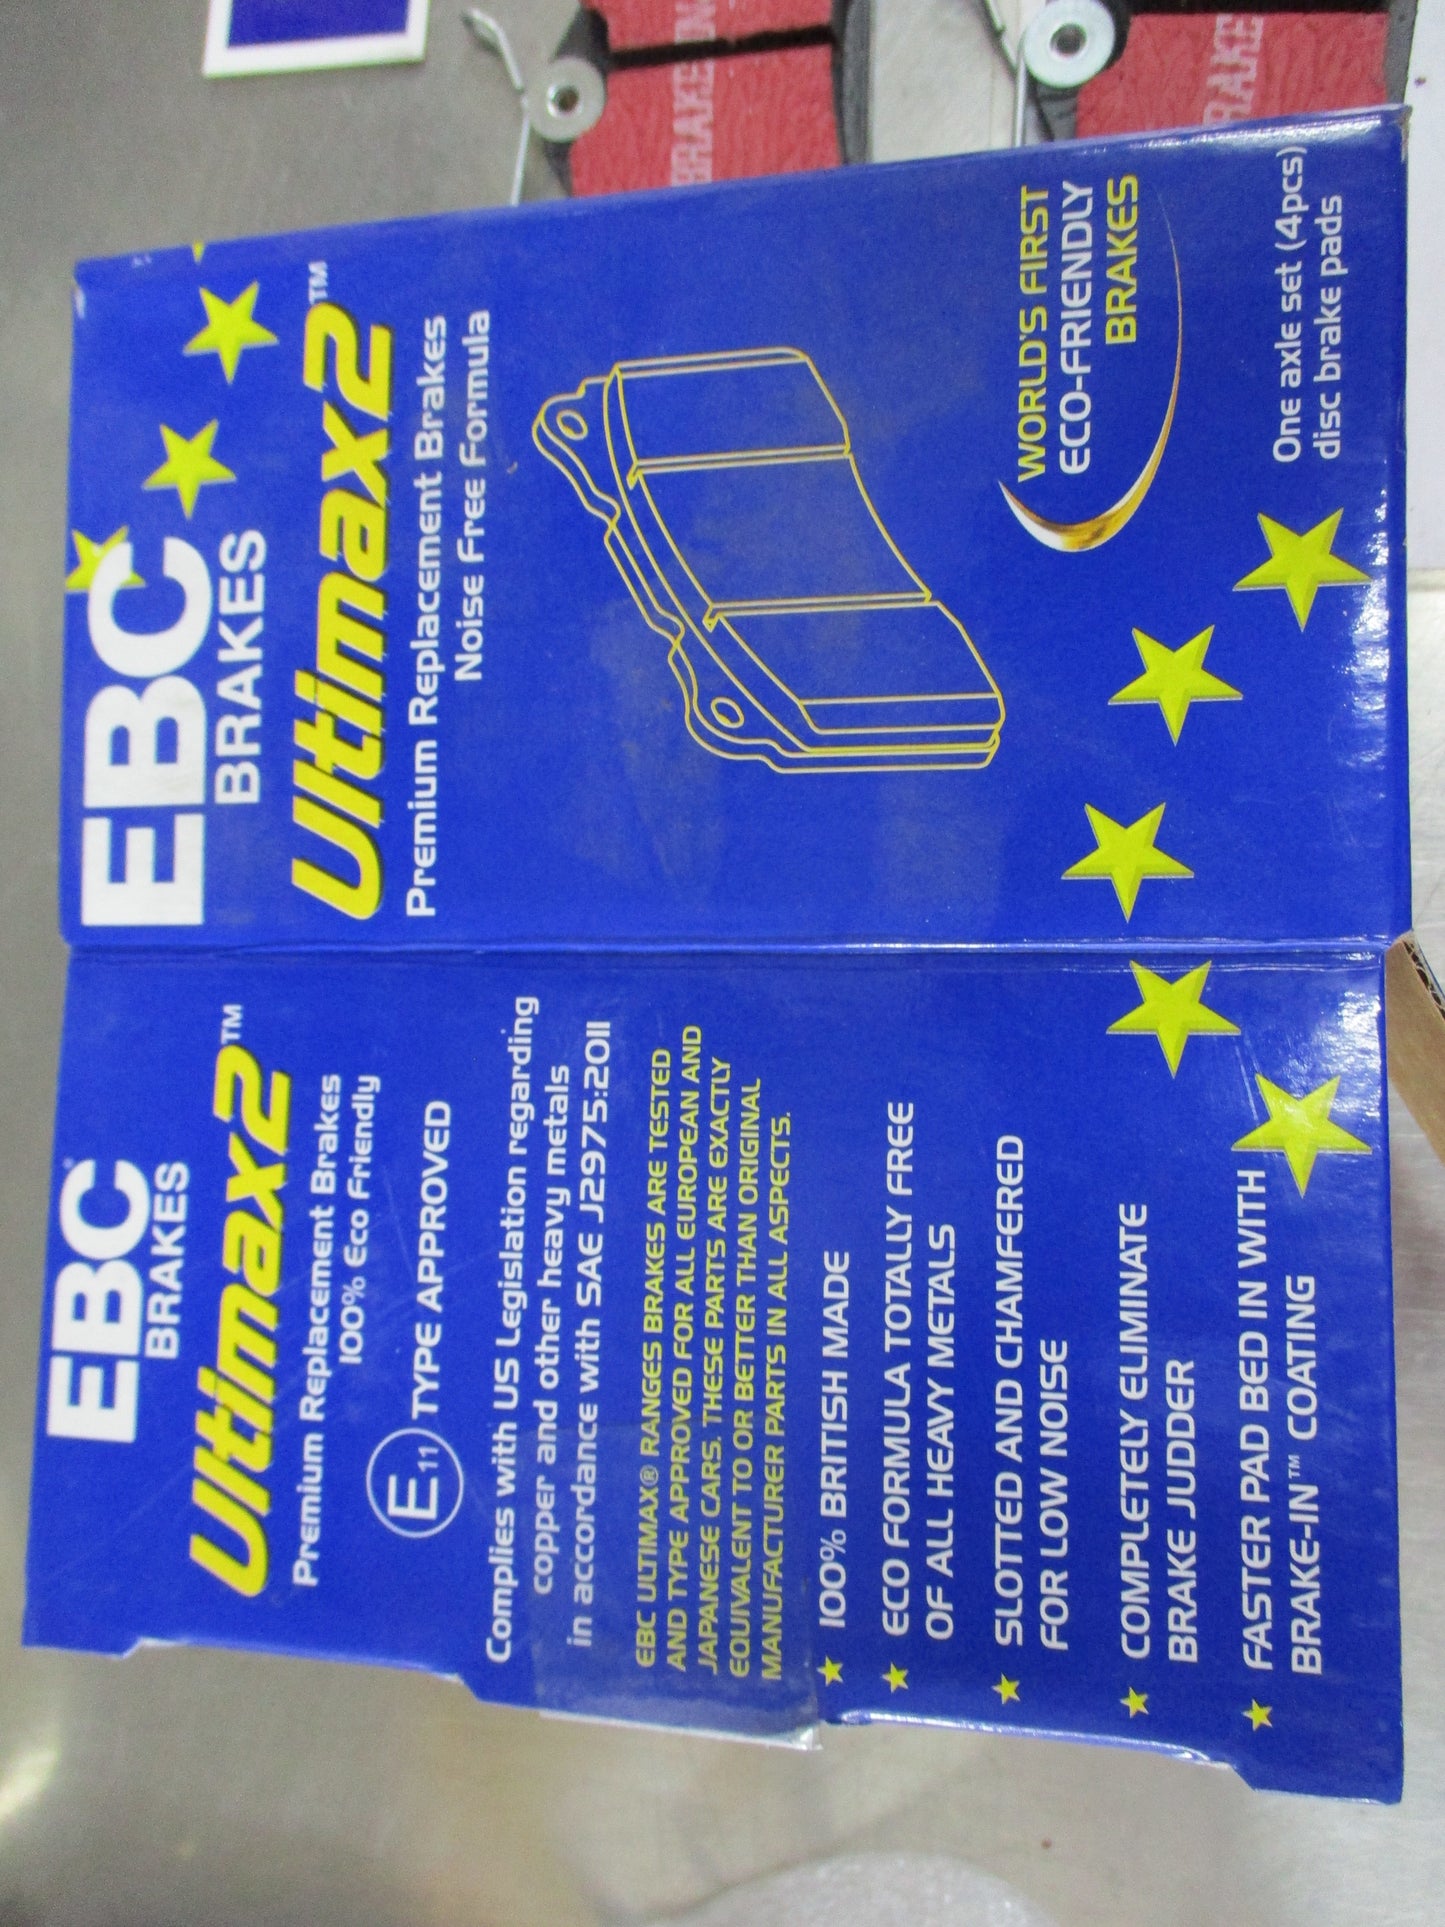 EBC
BRAKES
Ultimax2™
Premium Replacement Brakes
100% Eco Friendly
E11 TYPE APPROVED
Complies with US Legislation regarding
copper and other heavy metals
in accordance with SAE J2975:2011
EBC ULTIMAX® RANGES BRAKES ARE TESTED
AND TYPE APPROVED FOR ALL EUROPEAN AND
JAPANESE CARS. THESE PARTS ARE EXACTLY
EQUIVALENT TO OR BETTER THAN ORIGINAL
MANUFACTURER PARTS IN ALL ASPECTS.
100% BRITISH MADE
ECO FORMULA TOTALLY FREE
OF ALL HEAVY METALS
SLOTTED AND CHAMFERED
FOR LOW NOISE
COMPLETELY ELIMINATE
BRAKE JUDDER
FASTER PAD BED IN WITH
BRAKE-IN™ COATING
EBC
BRAKES
Ultimax2™
Premium Replacement Brakes
Noise Free Formula
WORLD'S FIRST
ECO-FRIENDLY
BRAKES
One axle set (4pcs)
disc brake pads
BRAKE IN
BRAKE